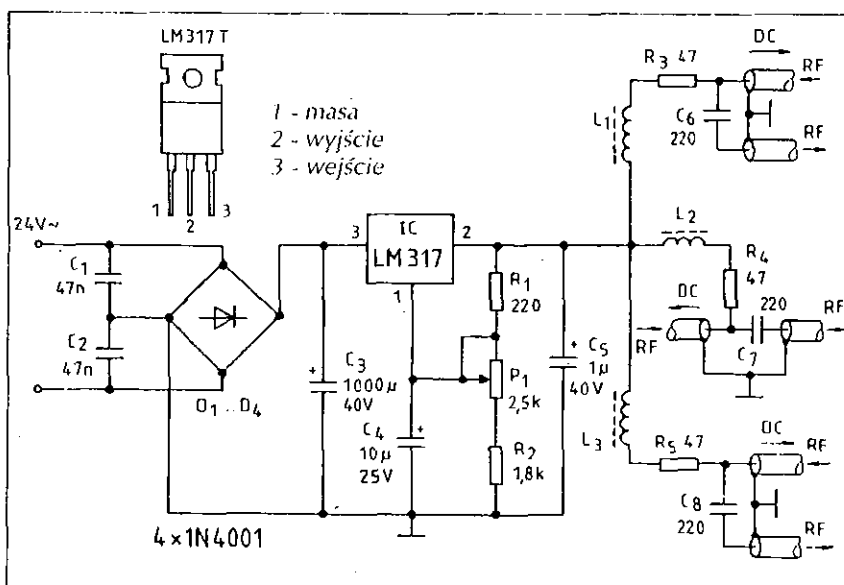 LM317T
1 - masa
2 - wyjście
3 - wejście
1
2
3
24V~
C1
47n
C2
47n
D1...D4
4×1N4001
3
IC
LM317
2
1
C3
1000µ
40V
+
C4
10µ
25V
+
R1
220
P1
2,5k
R2
1,8k
C5
1µ
40V
+
L1
R3 47
C6
220
DC
RF
RF
L2
R4
47
DC
220
C7
RF
RF
L3
R5 47
C8
220
DC
RF
RF